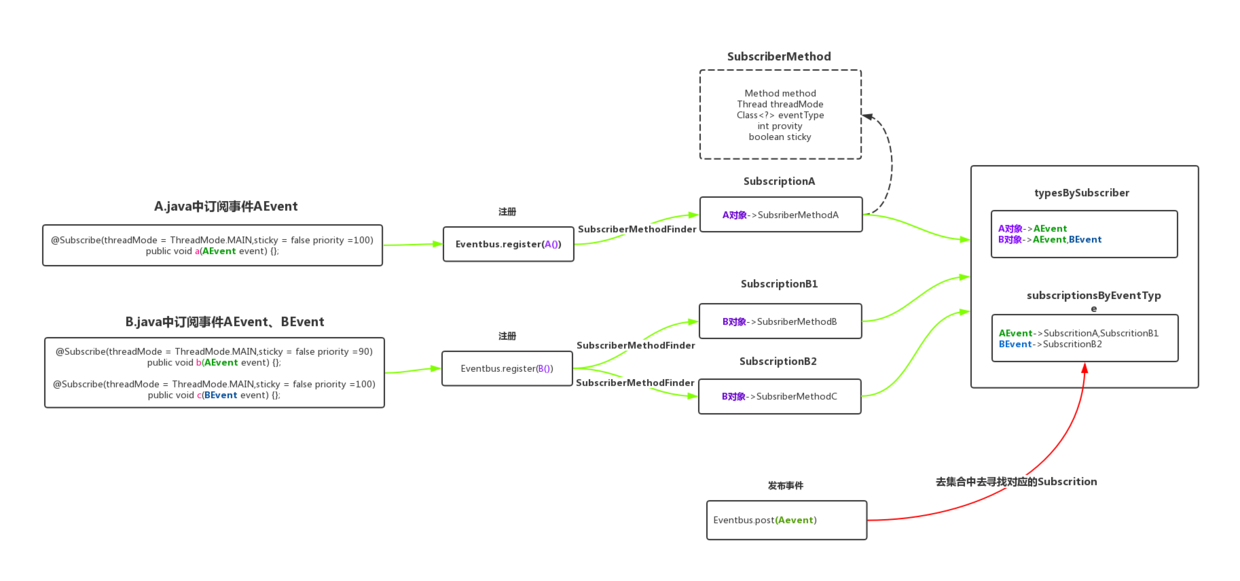 SubscriberMethod
Method method
Thread threadMode
Class<?> eventType
int provity
boolean sticky
A.java中订阅事件AEvent
@Subscribe(threadMode = ThreadMode.MAIN,sticky = false priority =100)
public void a(AEvent event) {};
注册
Eventbus.register(A())
SubscriberMethodFinder
SubscriptionA
A对象->SubsriberMethodA
B.java中订阅事件AEvent、BEvent
@Subscribe(threadMode = ThreadMode.MAIN,sticky = false priority =90)
public void b(AEvent event) {};
@Subscribe(threadMode = ThreadMode.MAIN,sticky = false priority =100)
public void c(BEvent event) {};
注册
Eventbus.register(B())
SubscriberMethodFinder
SubscriberMethodFinder
SubscriptionB1
B对象->SubsriberMethodB
SubscriptionB2
B对象->SubsriberMethodC
typesBySubscriber
A对象->AEvent
B对象->AEvent,BEvent
subscriptionsByEventTyp
e
AEvent->SubscritionA,SubscritionB1
BEvent->SubscritionB2
去集合中去寻找对应的Subscrition
发布事件
Eventbus.post(Aevent)